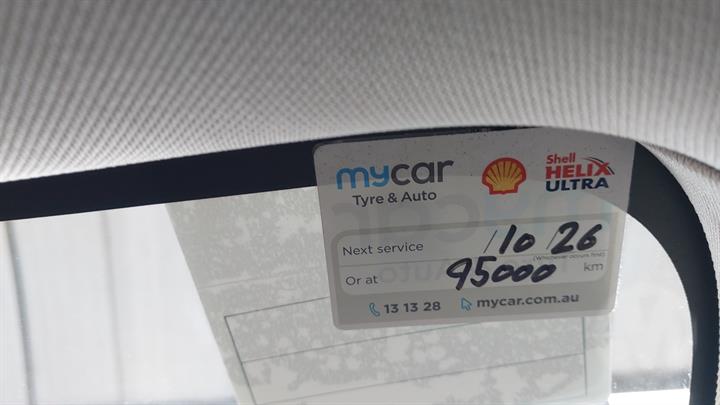 mycar
Tyre & Auto
Shell
HELIX
ULTRA
Next service /10/26
(Whichever occurs first)
Or at 95000 km
13 13 28 mycar.com.au